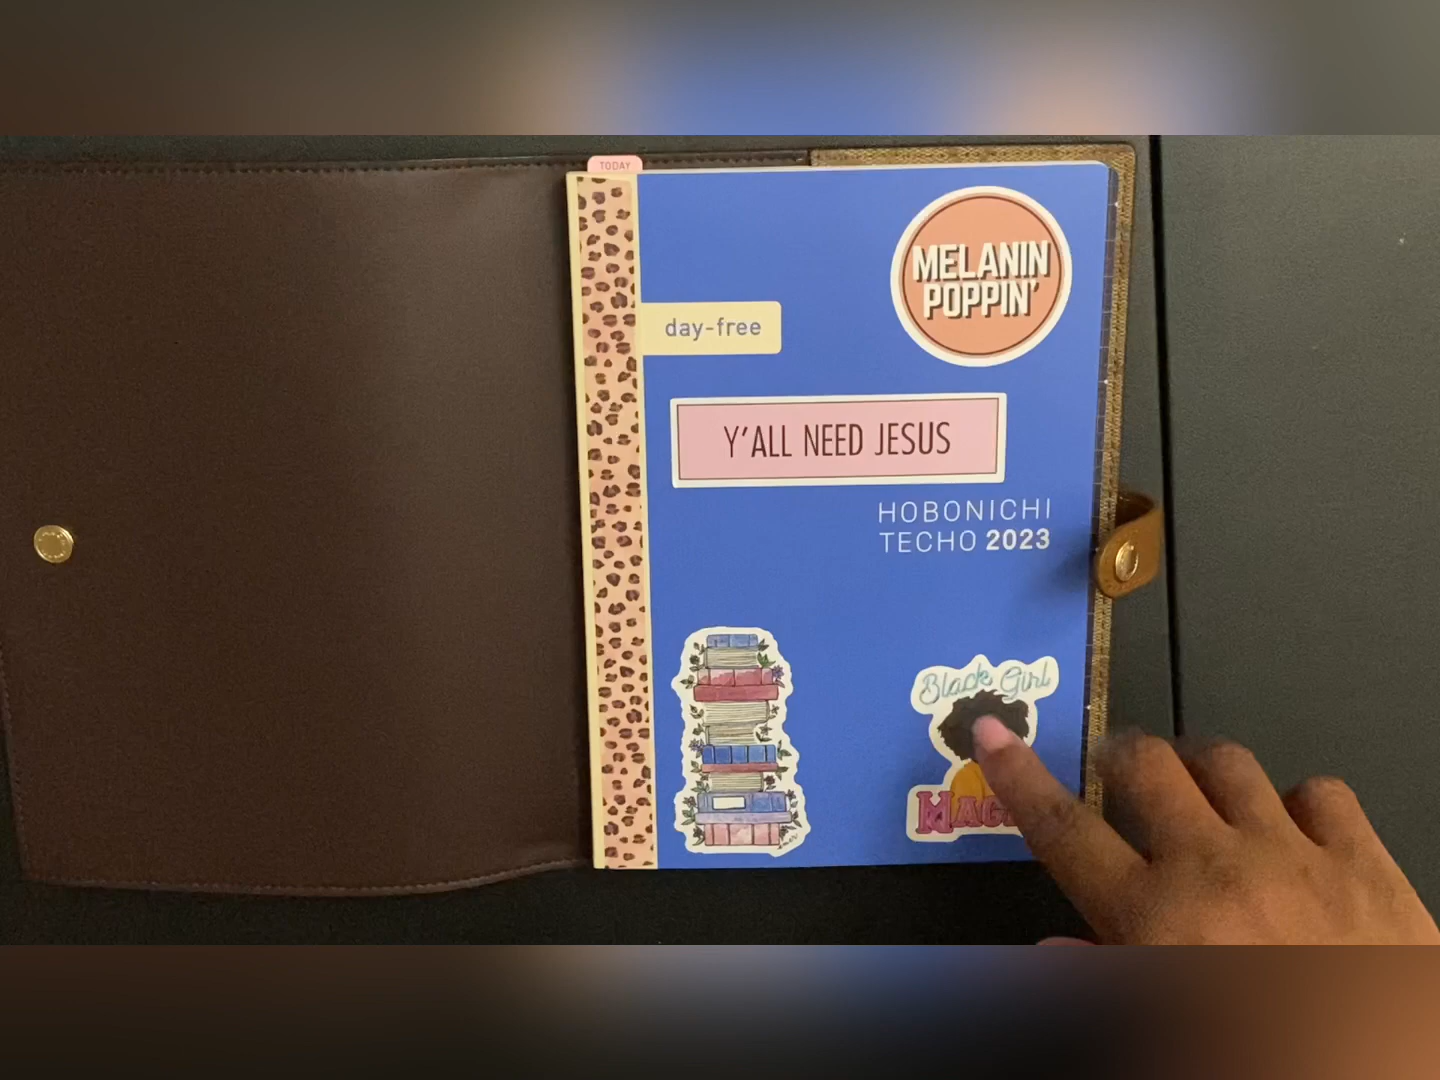 TODAY
MELANIN
POPPIN'
day-free
Y'ALL NEED JESUS
HOBONICHI
TECHO 2023
Black Girl